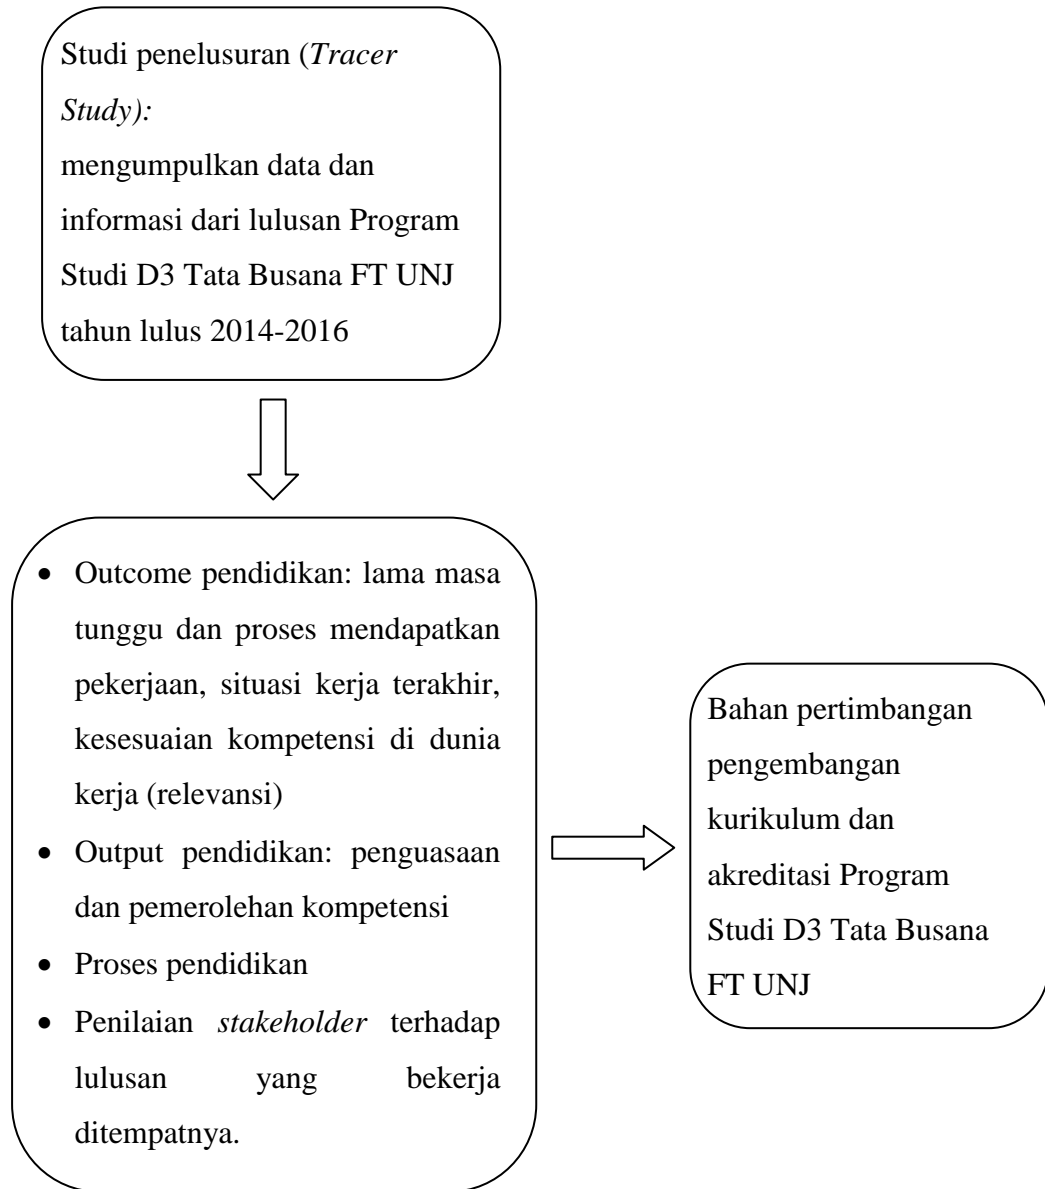 Studi penelusuran (Tracer
Study):
mengumpulkan data dan
informasi dari lulusan Program
Studi D3 Tata Busana FT UNJ
tahun lulus 2014-2016
• Outcome pendidikan: lama masa
tunggu dan proses mendapatkan
pekerjaan, situasi kerja terakhir,
kesesuaian kompetensi di dunia
kerja (relevansi)
• Output pendidikan: penguasaan
dan pemerolehan kompetensi
• Proses pendidikan
• Penilaian stakeholder terhadap
lulusan yang bekerja
ditempatnya.
Bahan pertimbangan
pengembangan
kurikulum dan
akreditasi Program
Studi D3 Tata Busana
FT UNJ